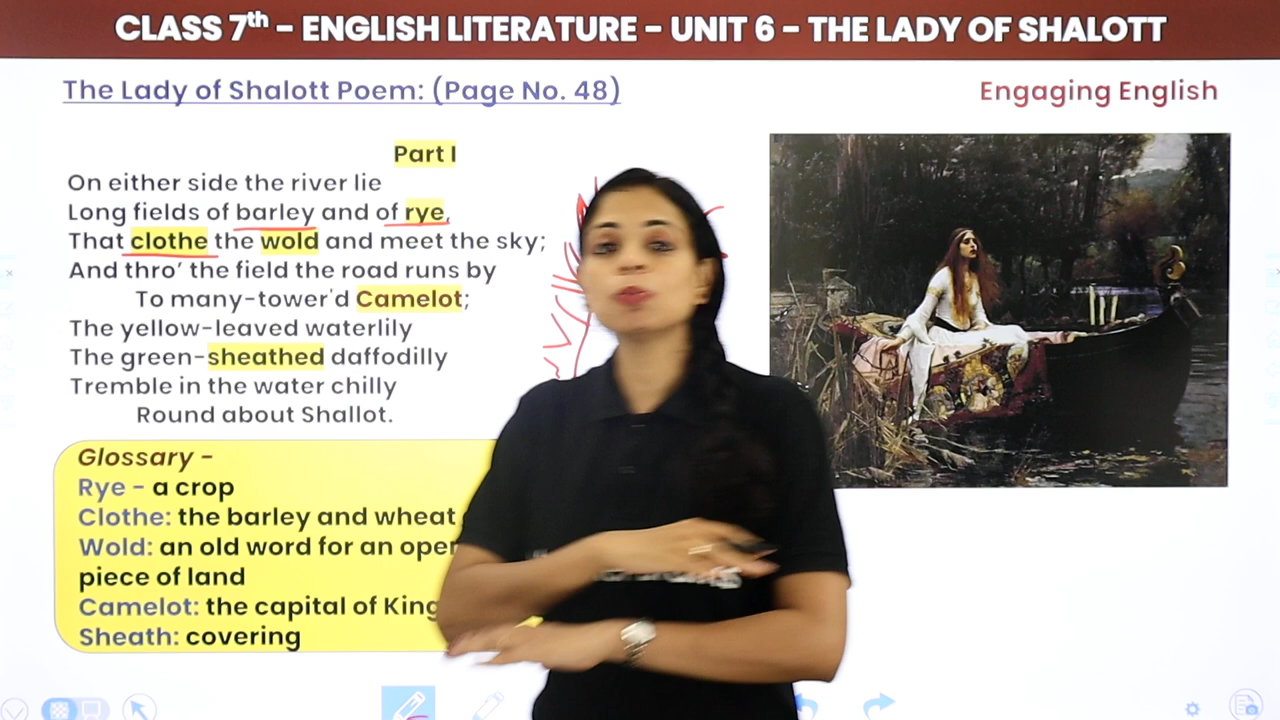 CLASS 7th – ENGLISH LITERATURE – UNIT 6 – THE LADY OF SHALOTT
The Lady of Shalott Poem: (Page No. 48)
Engaging English
Part I
On either side the river lie
Long fields of barley and of rye,
That clothe the wold and meet the sky;
And thro' the field the road runs by
To many-tower'd Camelot;
The yellow-leaved waterlily
The green-sheathed daffodilly
Tremble in the water chilly
Round about Shallot.
Glossary -
Rye - a crop
Clothe: the barley and wheat
Wold: an old word for an open
piece of land
Camelot: the capital of King
Sheath: covering